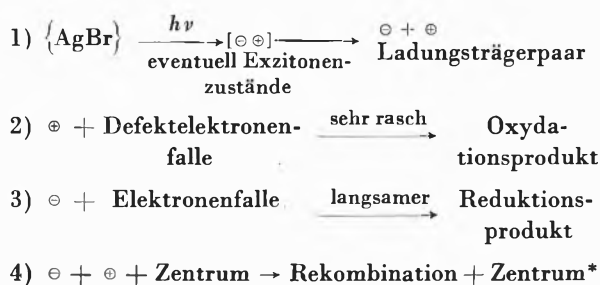 1) {AgBr} hν → [⊖ ⊕] → ⊖ + ⊕
eventuell Exzitonen- Ladungsträgerpaar
zustände
2) ⊕ + Defektelektronen- sehr rasch → Oxyda-
falle tionsprodukt
3) ⊖ + Elektronenfalle langsamer → Reduktions-
produkt
4) ⊖ + ⊕ + Zentrum → Rekombination + Zentrum*